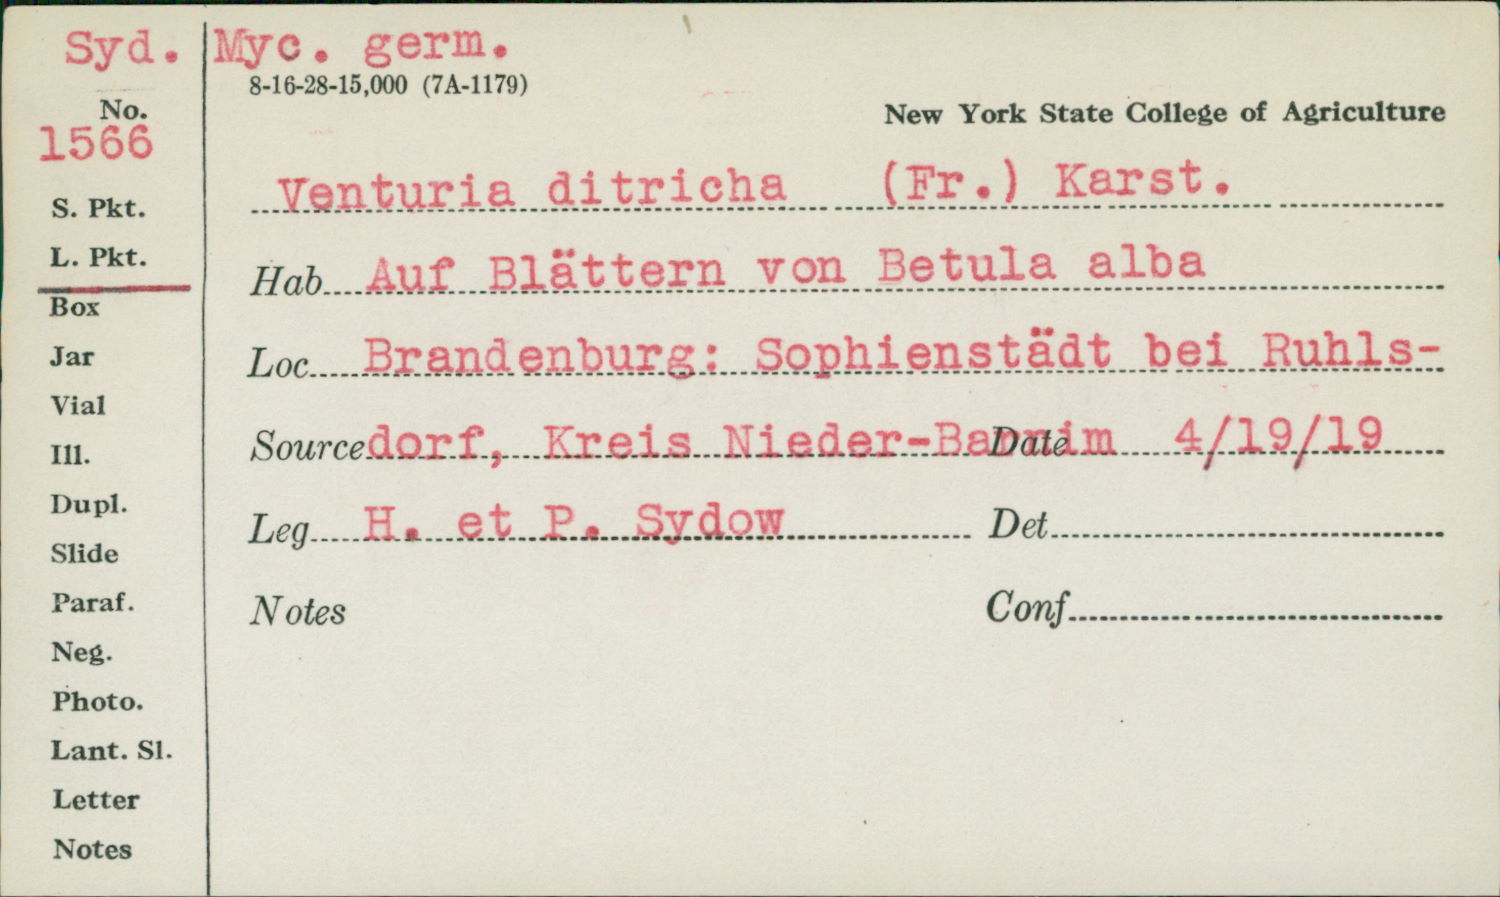 Syd. Myc. germ.
8-16-28-15,000 (7A-1179)
No.
1566
New York State College of Agriculture
Venturia ditricha (Fr.) Karst.
S. Pkt.
L. Pkt.
Hab Auf Blättern von Betula alba
Box
Jar
Loc Brandenburg: Sophienstädt bei Ruhls-
Vial
Source dorf, Kreis Nieder-Barnim Date 4/19/19
Ill.
Dupl.
Leg H. et P. Sydow Det
Slide
Paraf.
Notes Conf
Neg.
Photo.
Lant. Sl.
Letter
Notes